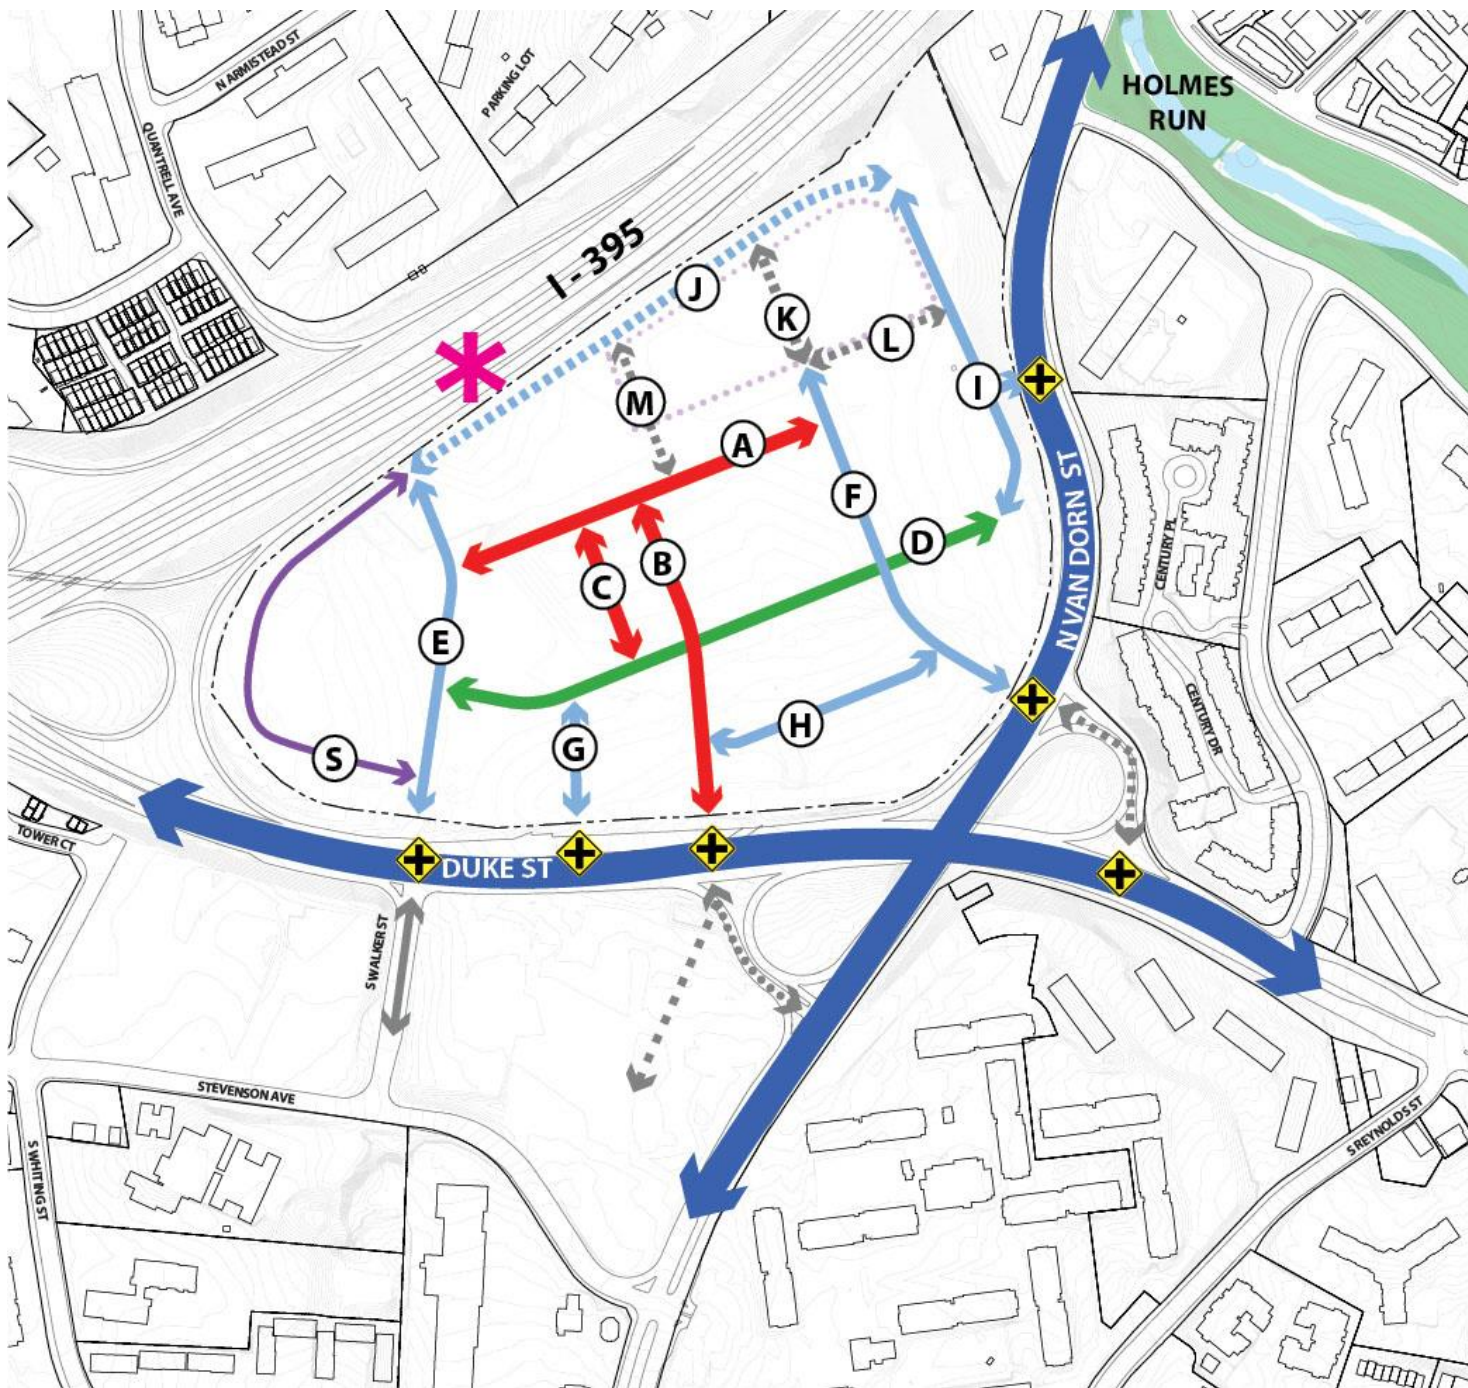 N ARMISTEAD ST
PARKING LOT
HOLMES
RUN
QUANTRELL AVE
I - 395
J
K
L
I
M
A
F
B
D
C
E
H
G
S
N VAN DORN ST
CENTURY PL
CENTURY DR
TOWER CT
DUKE ST
S WALKER ST
STEVENSON AVE
S WHITING ST
S REYNOLDS ST